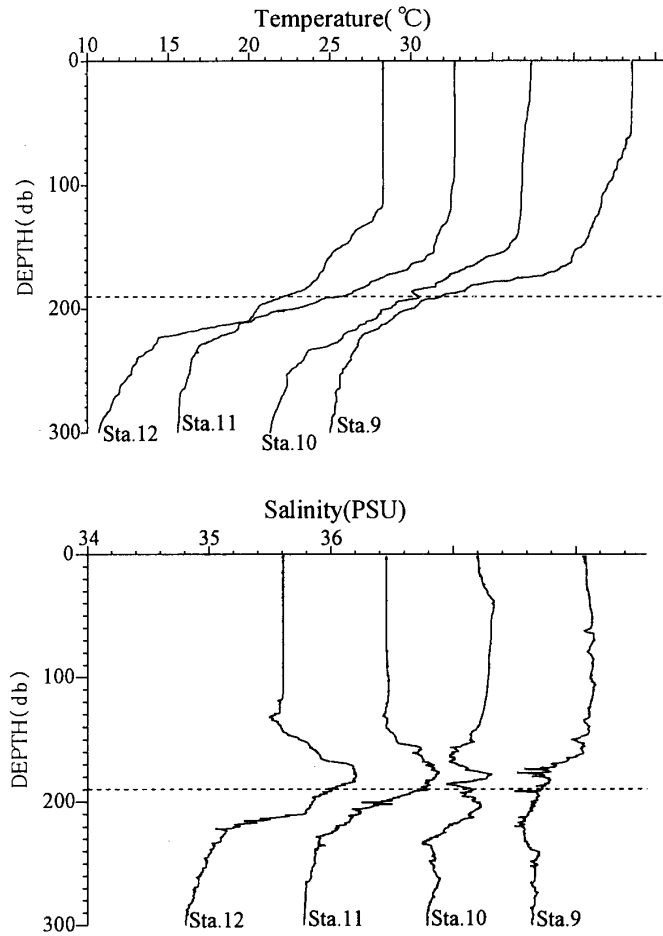 Temperature(℃)
10 15 20 25 30
0
100
200
300
DEPTH(db)
Sta.12 Sta.11 Sta.10 Sta.9
Salinity(PSU)
34 35 36
0
100
200
300
DEPTH(db)
Sta.12 Sta.11 Sta.10 Sta.9